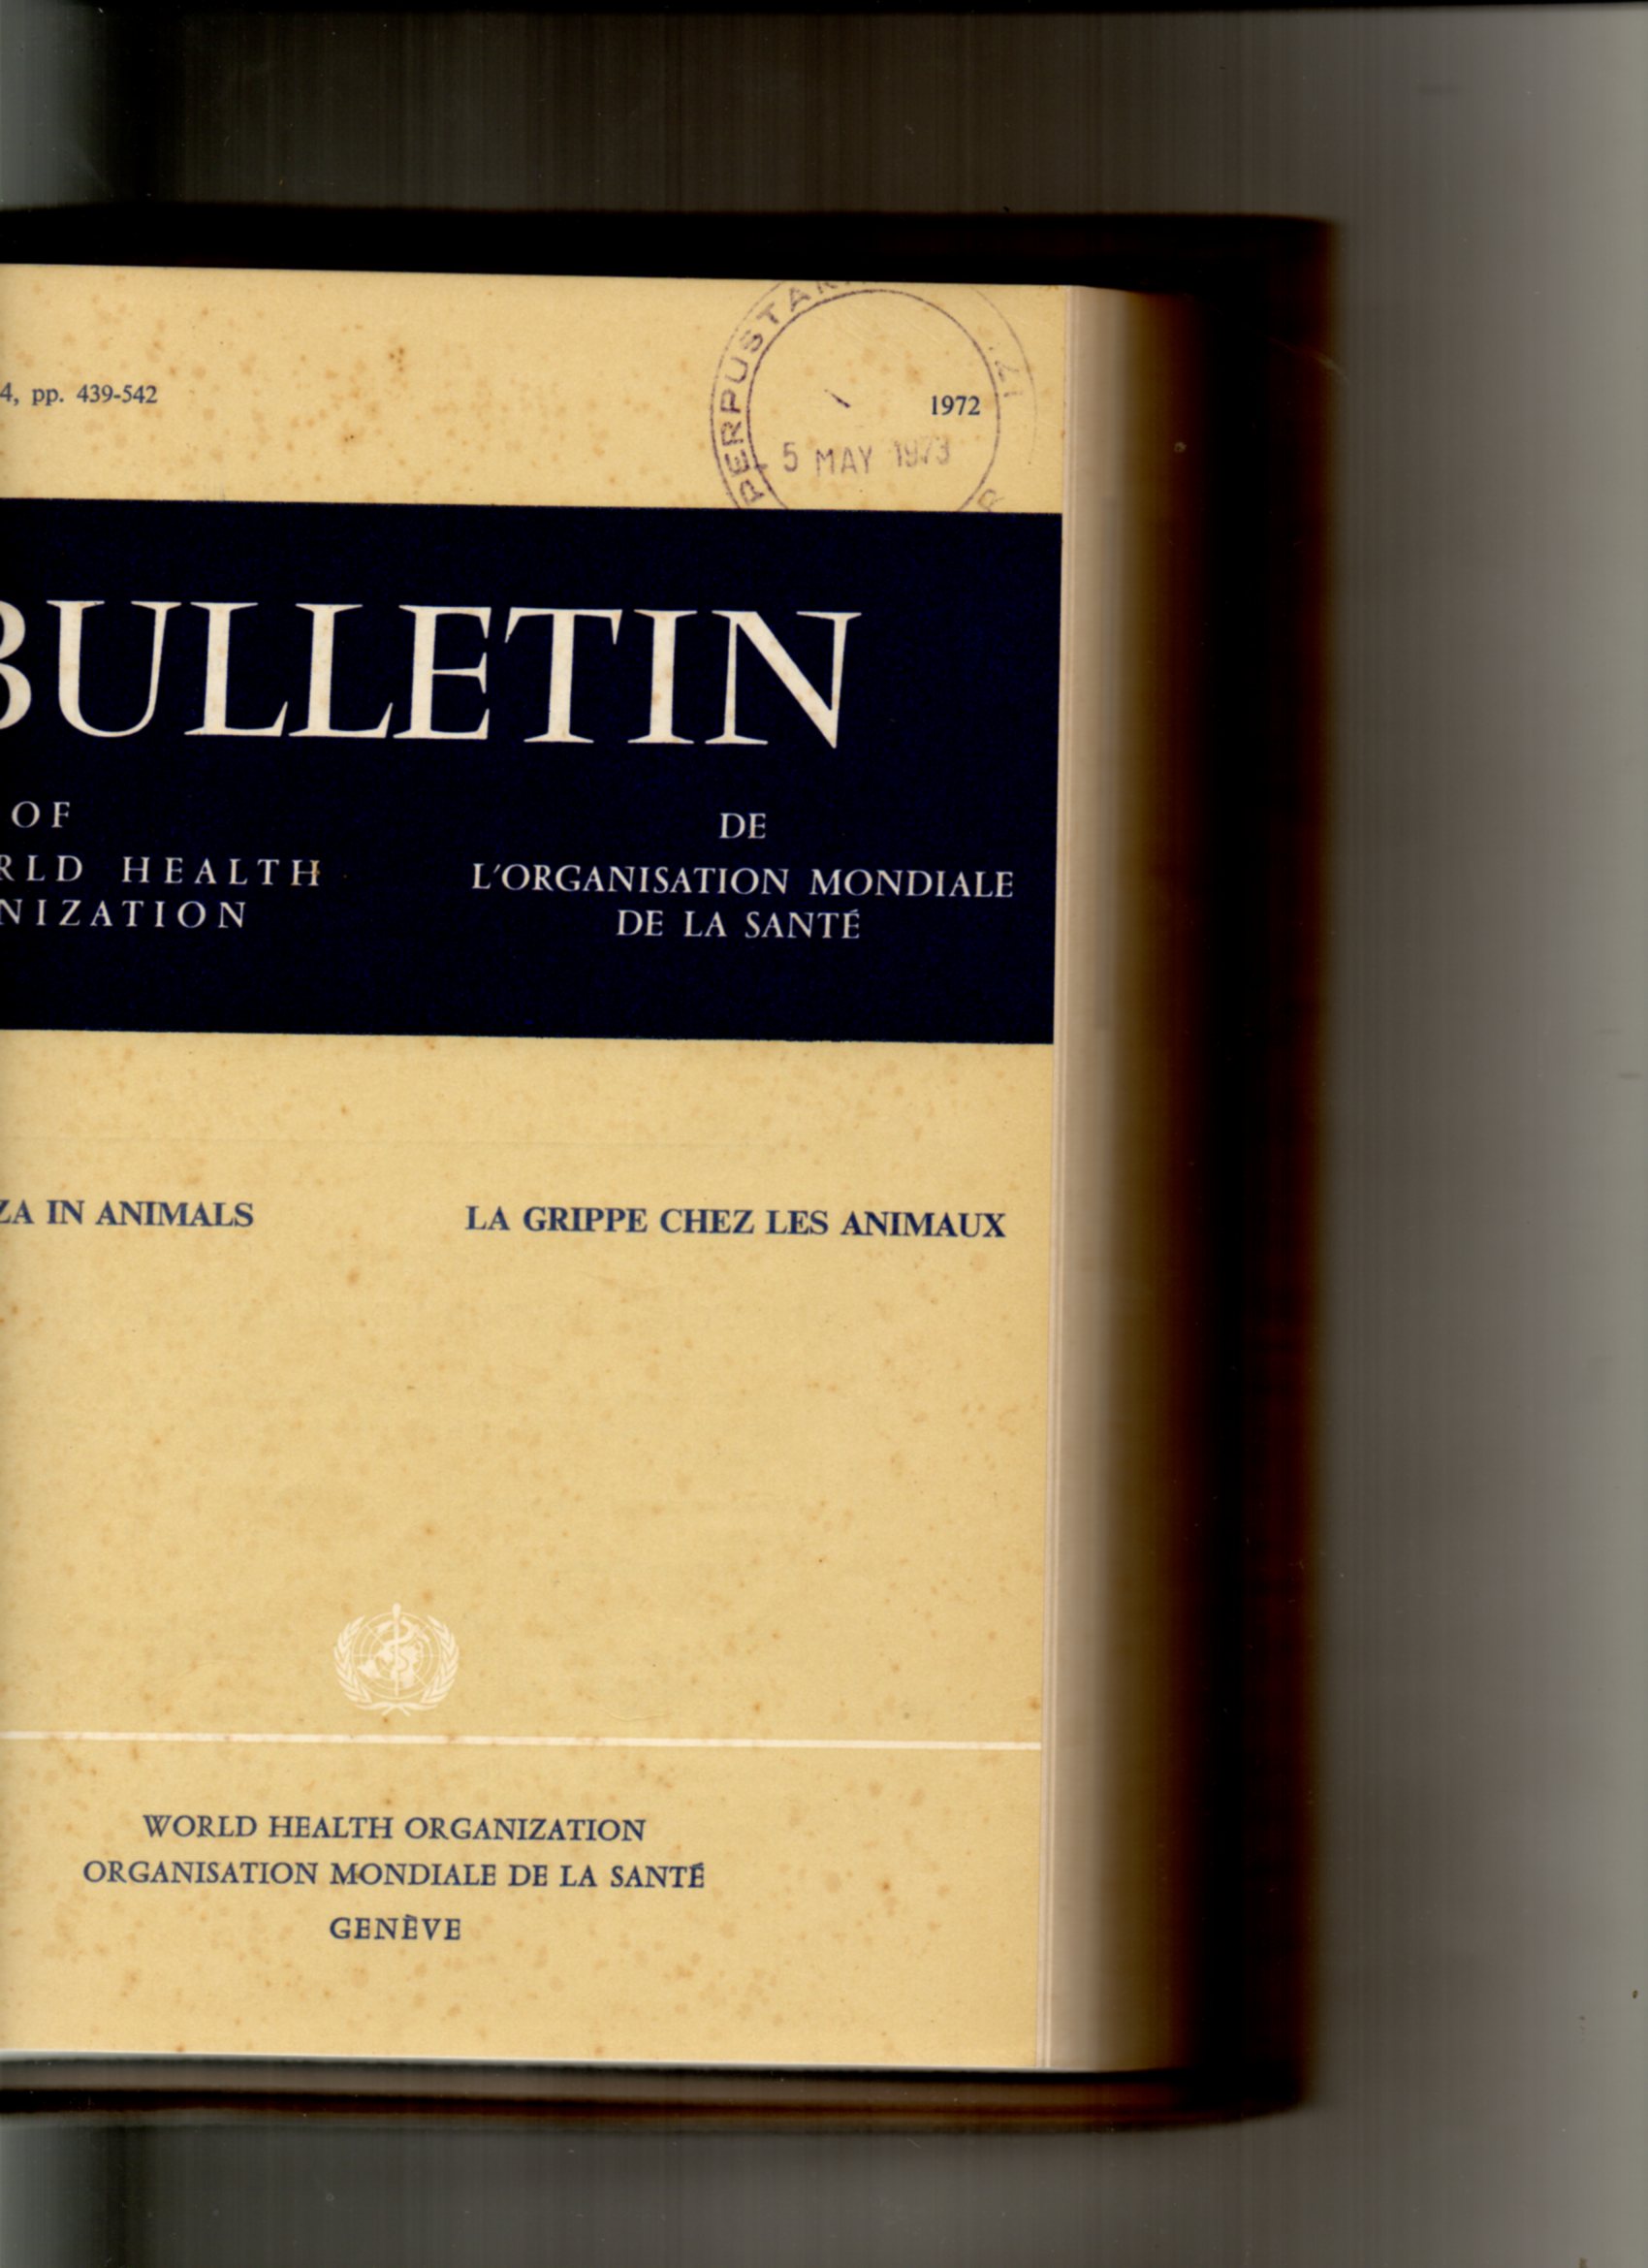 4, pp. 439-542
1972
PERPUSTAK
5 MAY 1973
BULLETIN
OF
RLD HEALTH
NIZATION
DE
L'ORGANISATION MONDIALE
DE LA SANTÉ
ZA IN ANIMALS
LA GRIPPE CHEZ LES ANIMAUX
WORLD HEALTH ORGANIZATION
ORGANISATION MONDIALE DE LA SANTÉ
GENÈVE